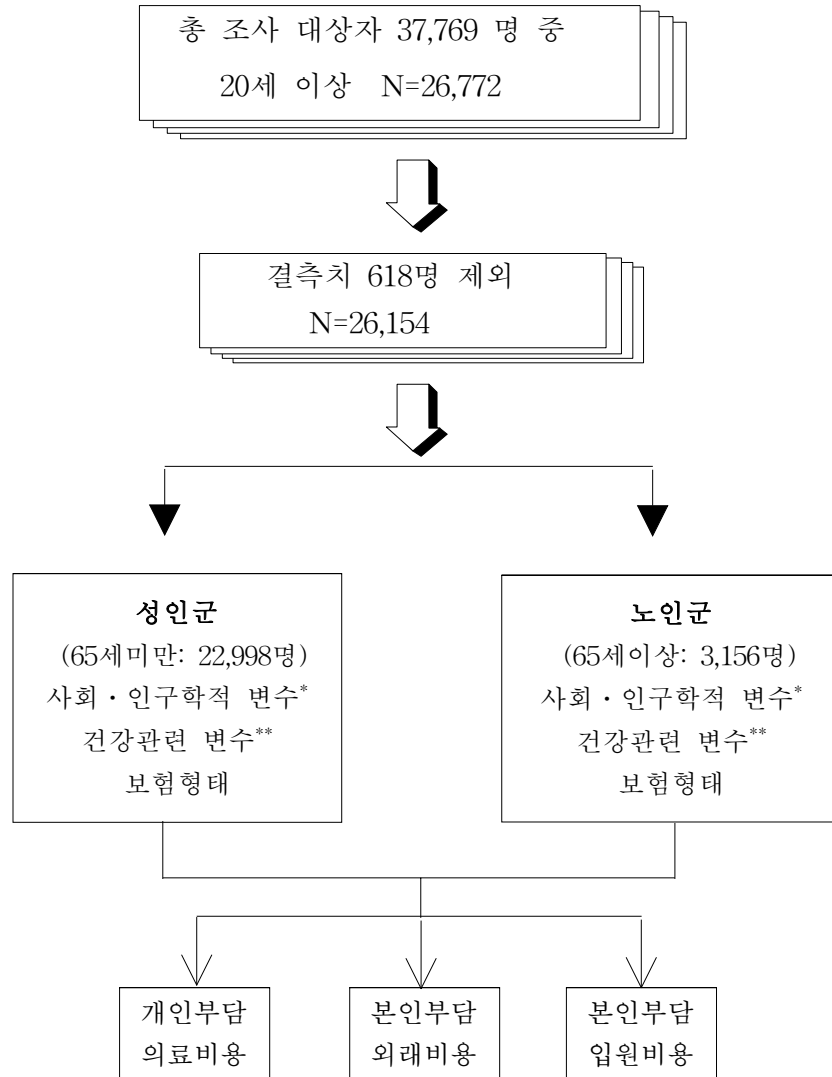 총 조사 대상자 37,769 명 중
20세 이상 N=26,772
결측치 618명 제외
N=26,154
성인군
(65세미만: 22,998명)
사회・인구학적 변수*
건강관련 변수**
보험형태
노인군
(65세이상: 3,156명)
사회・인구학적 변수*
건강관련 변수**
보험형태
개인부담
의료비용
본인부담
외래비용
본인부담
입원비용